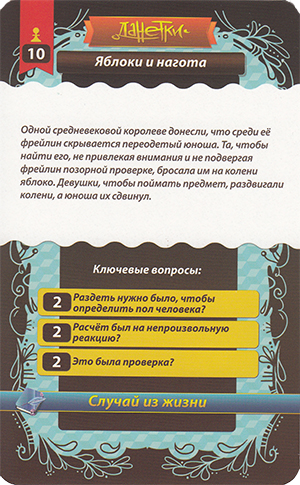 Данетки
10
Яблоки и нагота
Одной средневековой королеве донесли, что среди её
фрейлин скрывается переодетый юноша. Та, чтобы
найти его, не привлекая внимания и не подвергая
фрейлин позорной проверке, бросала им на колени
яблоко. Девушки, чтобы поймать предмет, раздвигали
колени, а юноша их сдвинул.
Ключевые вопросы:
2 Раздеть нужно было, чтобы
определить пол человека?
2 Расчёт был на непроизвольную
реакцию?
2 Это была проверка?
Случай из жизни